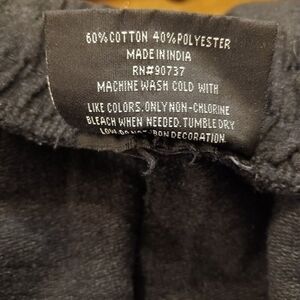 60% COTTON 40% POLYESTER
MADE IN INDIA
RN#90737
MACHINE WASH COLD WITH
LIKE COLORS. ONLY NON-CHLORINE
BLEACH WHEN NEEDED. TUMBLE DRY
LOW. DO NOT IRON DECORATION.